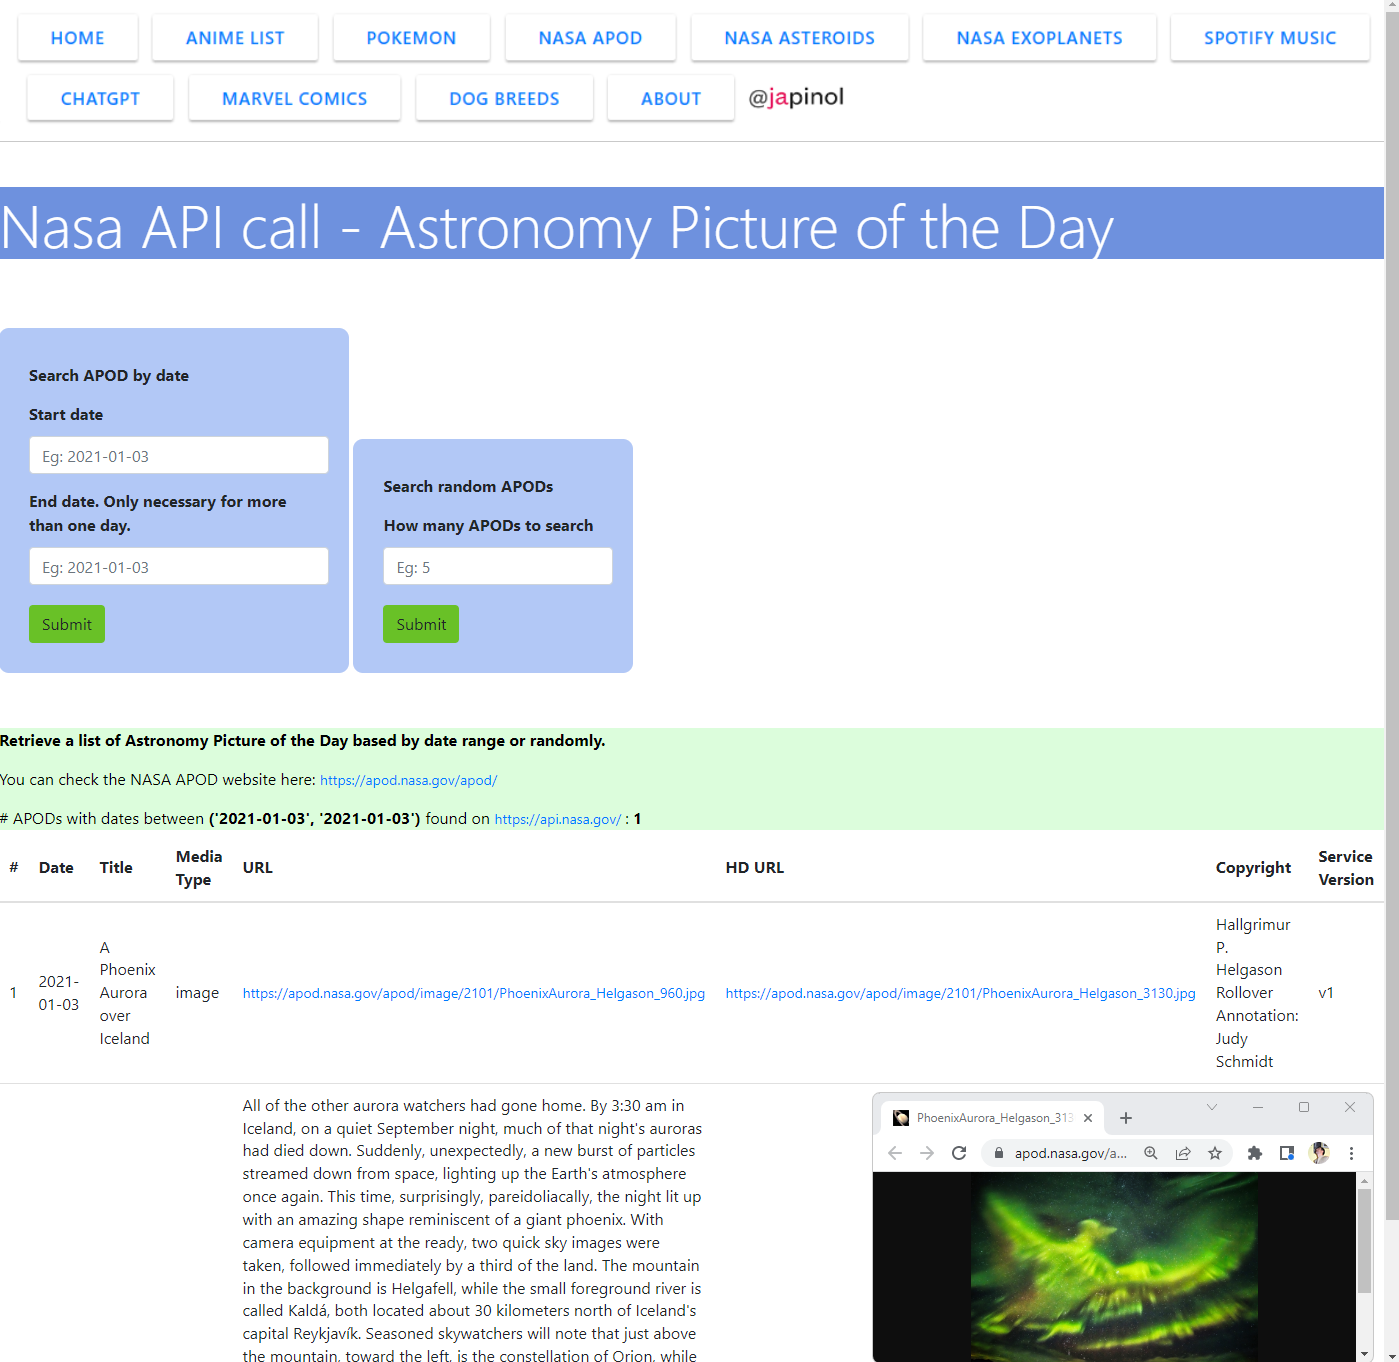 HOME ANIME LIST POKEMON NASA APOD NASA ASTEROIDS NASA EXOPLANETS SPOTIFY MUSIC
CHATGPT MARVEL COMICS DOG BREEDS ABOUT @japinol
Nasa API call - Astronomy Picture of the Day
Search APOD by date
Start date
Eg: 2021-01-03
End date. Only necessary for more
than one day.
Eg: 2021-01-03
Submit
Search random APODs
How many APODs to search
Eg: 5
Submit
Retrieve a list of Astronomy Picture of the Day based by date range or randomly.
You can check the NASA APOD website here: https://apod.nasa.gov/apod/
# APODs with dates between ('2021-01-03', '2021-01-03') found on https://api.nasa.gov/ : 1
# Date Title Media Type URL HD URL Copyright Service Version
1
2021-
01-03
A
Phoenix
Aurora
over
Iceland
image
https://apod.nasa.gov/apod/image/2101/PhoenixAurora_Helgason_960.jpg
https://apod.nasa.gov/apod/image/2101/PhoenixAurora_Helgason_3130.jpg
Hallgrimur
P.
Helgason
Rollover
Annotation:
Judy
Schmidt
v1
All of the other aurora watchers had gone home. By 3:30 am in
Iceland, on a quiet September night, much of that night's auroras
had died down. Suddenly, unexpectedly, a new burst of particles
streamed down from space, lighting up the Earth's atmosphere
once again. This time, surprisingly, pareidoliacally, the night lit up
with an amazing shape reminiscent of a giant phoenix. With
camera equipment at the ready, two quick sky images were
taken, followed immediately by a third of the land. The mountain
in the background is Helgafell, while the small foreground river is
called Kaldá, both located about 30 kilometers north of Iceland's
capital Reykjavík. Seasoned skywatchers will note that just above
the mountain, toward the left, is the constellation of Orion, while
PhoenixAurora_Helgason_313
apod.nasa.gov/a...